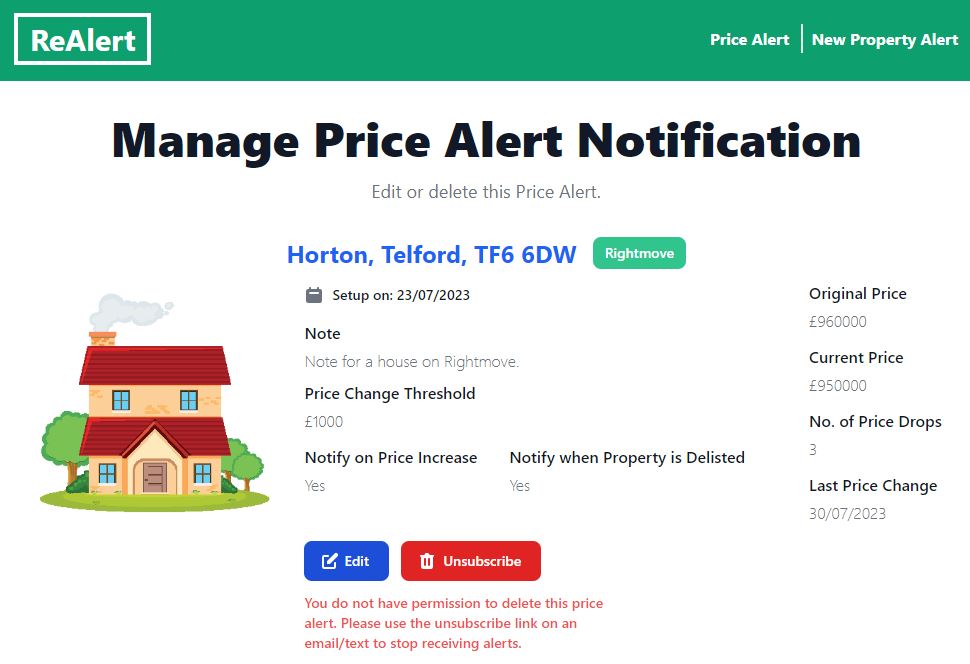 ReAlert
Price Alert
New Property Alert
Manage Price Alert Notification
Edit or delete this Price Alert.
Horton, Telford, TF6 6DW
Rightmove
Setup on: 23/07/2023
Note
Note for a house on Rightmove.
Price Change Threshold
£1000
Notify on Price Increase
Yes
Notify when Property is Delisted
Yes
Original Price
£960000
Current Price
£950000
No. of Price Drops
3
Last Price Change
30/07/2023
Edit
Unsubscribe
You do not have permission to delete this price
alert. Please use the unsubscribe link on an
email/text to stop receiving alerts.